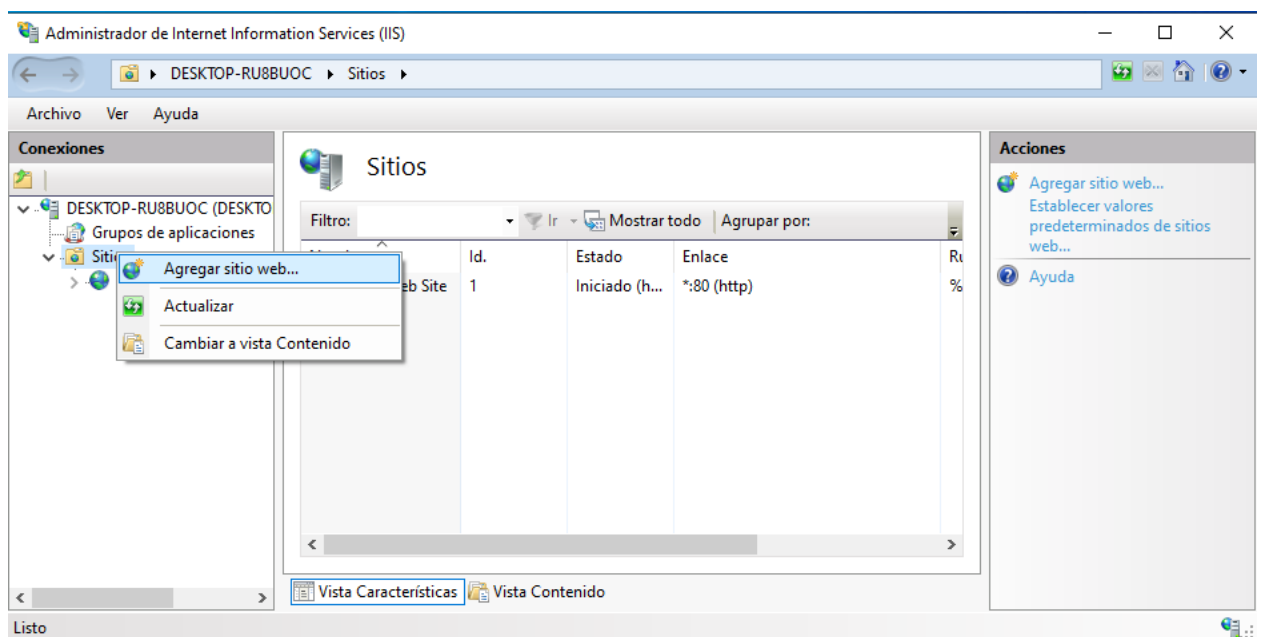 Administrador de Internet Information Services (IIS)
DESKTOP-RU8BUOC Sitios
Archivo Ver Ayuda
Conexiones
DESKTOP-RU8BUOC (DESKTO
Grupos de aplicaciones
Siti
Agregar sitio web...
Actualizar
Cambiar a vista Contenido
Sitios
Filtro: Ir Mostrar todo Agrupar por:
Id. Estado Enlace
eb Site 1 Iniciado (h... *:80 (http) %
Vista Características Vista Contenido
Acciones
Agregar sitio web...
Establecer valores
predeterminados de sitios
web...
Ayuda
Listo